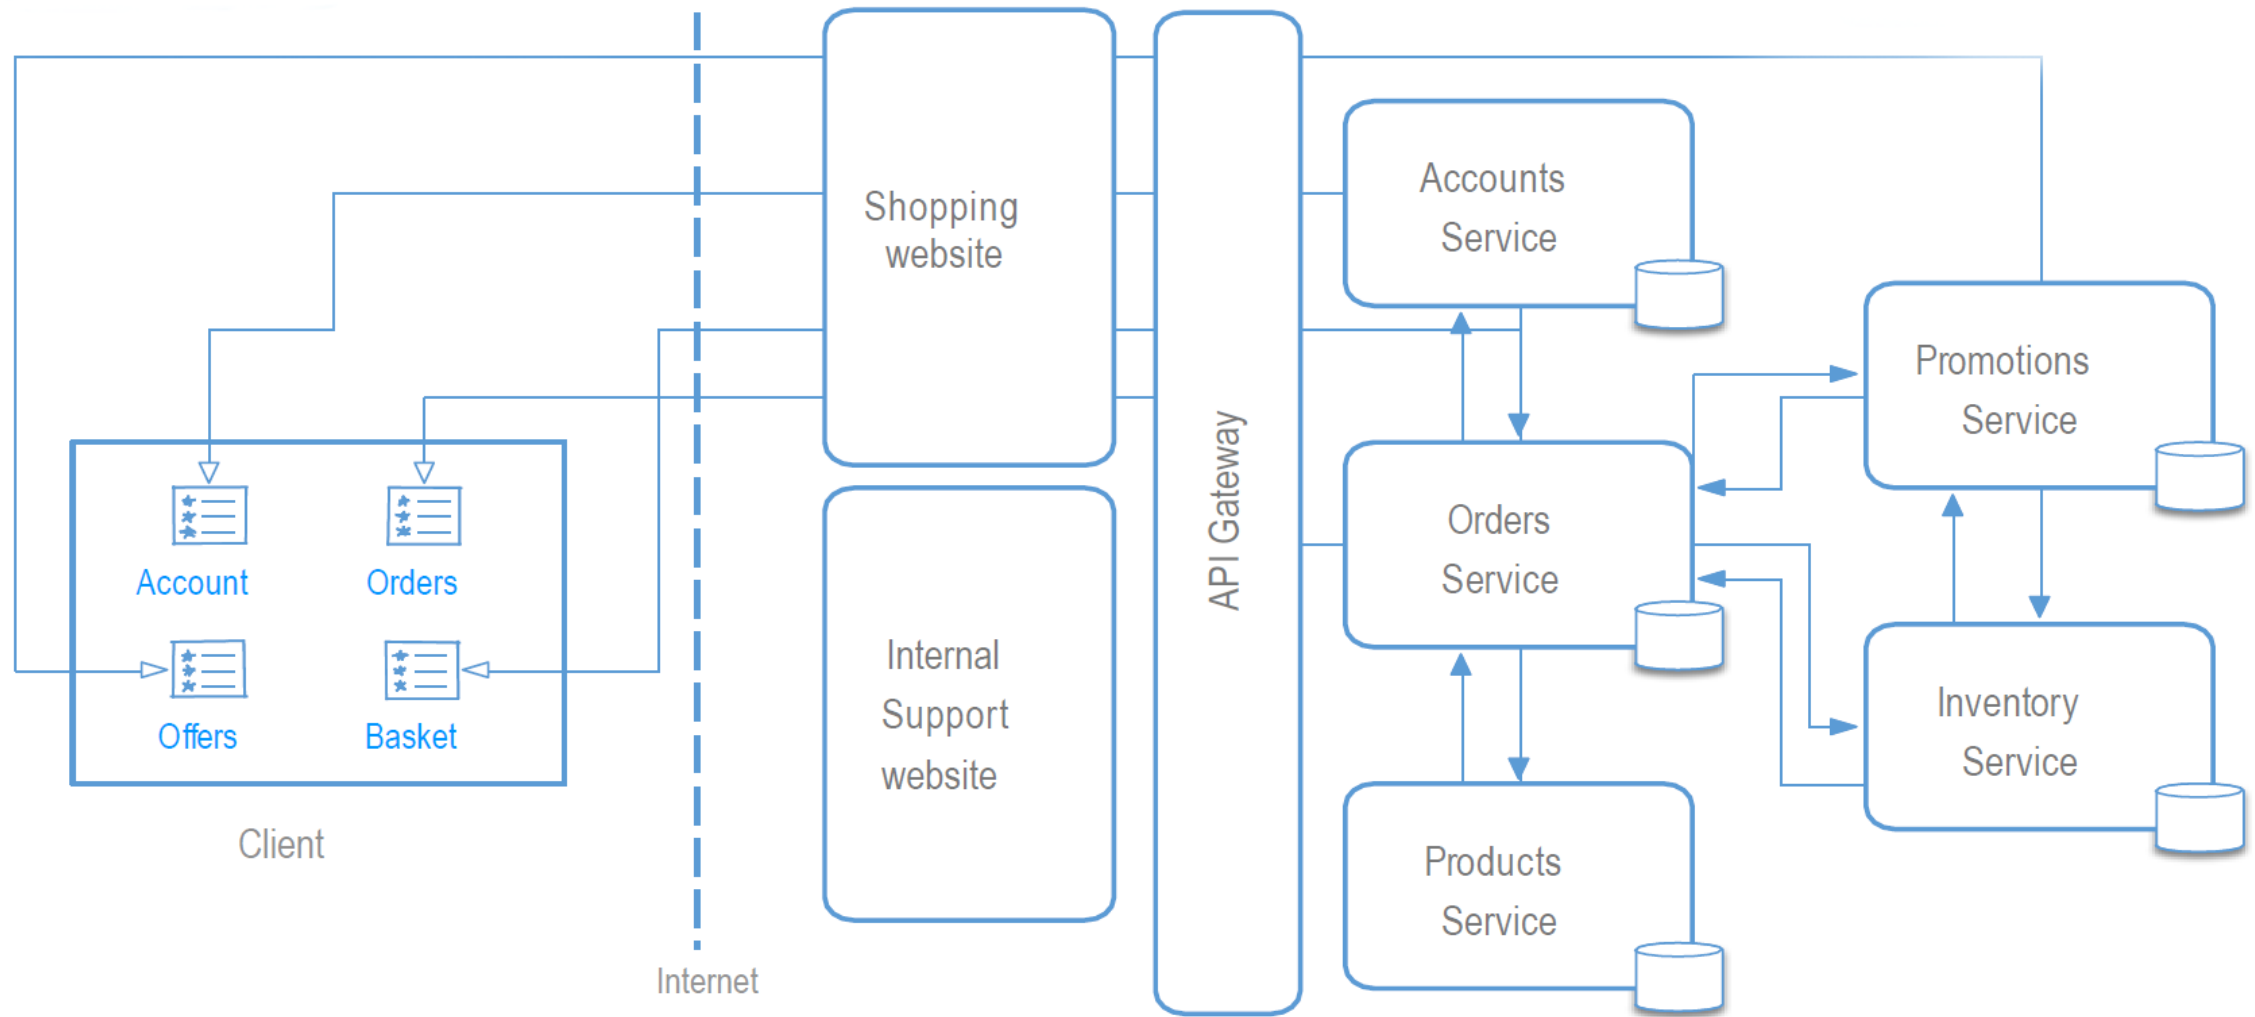 Shopping
website
Internal
Support
website
API Gateway
Accounts
Service
Orders
Service
Products
Service
Promotions
Service
Inventory
Service
Account
Orders
Offers
Basket
Client
Internet